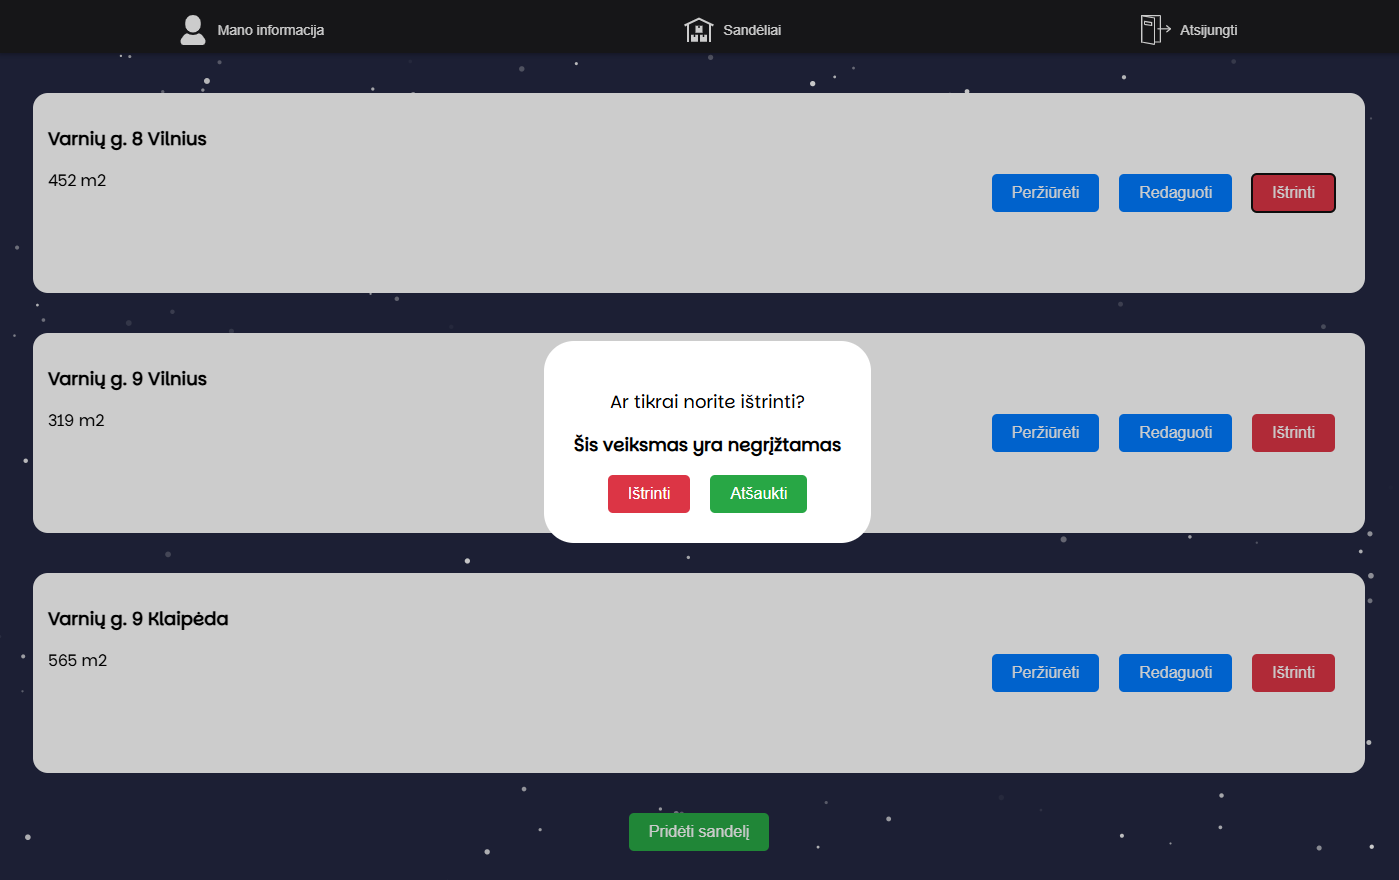 Mano informacija
Sandėliai
Atsijungti
Varnių g. 8 Vilnius
452 m2
Peržiūrėti
Redaguoti
Ištrinti
Varnių g. 9 Vilnius
319 m2
Peržiūrėti
Redaguoti
Ištrinti
Ar tikrai norite ištrinti?
Šis veiksmas yra negrįžtamas
Ištrinti
Atšaukti
Varnių g. 9 Klaipėda
565 m2
Peržiūrėti
Redaguoti
Ištrinti
Pridėti sandelį